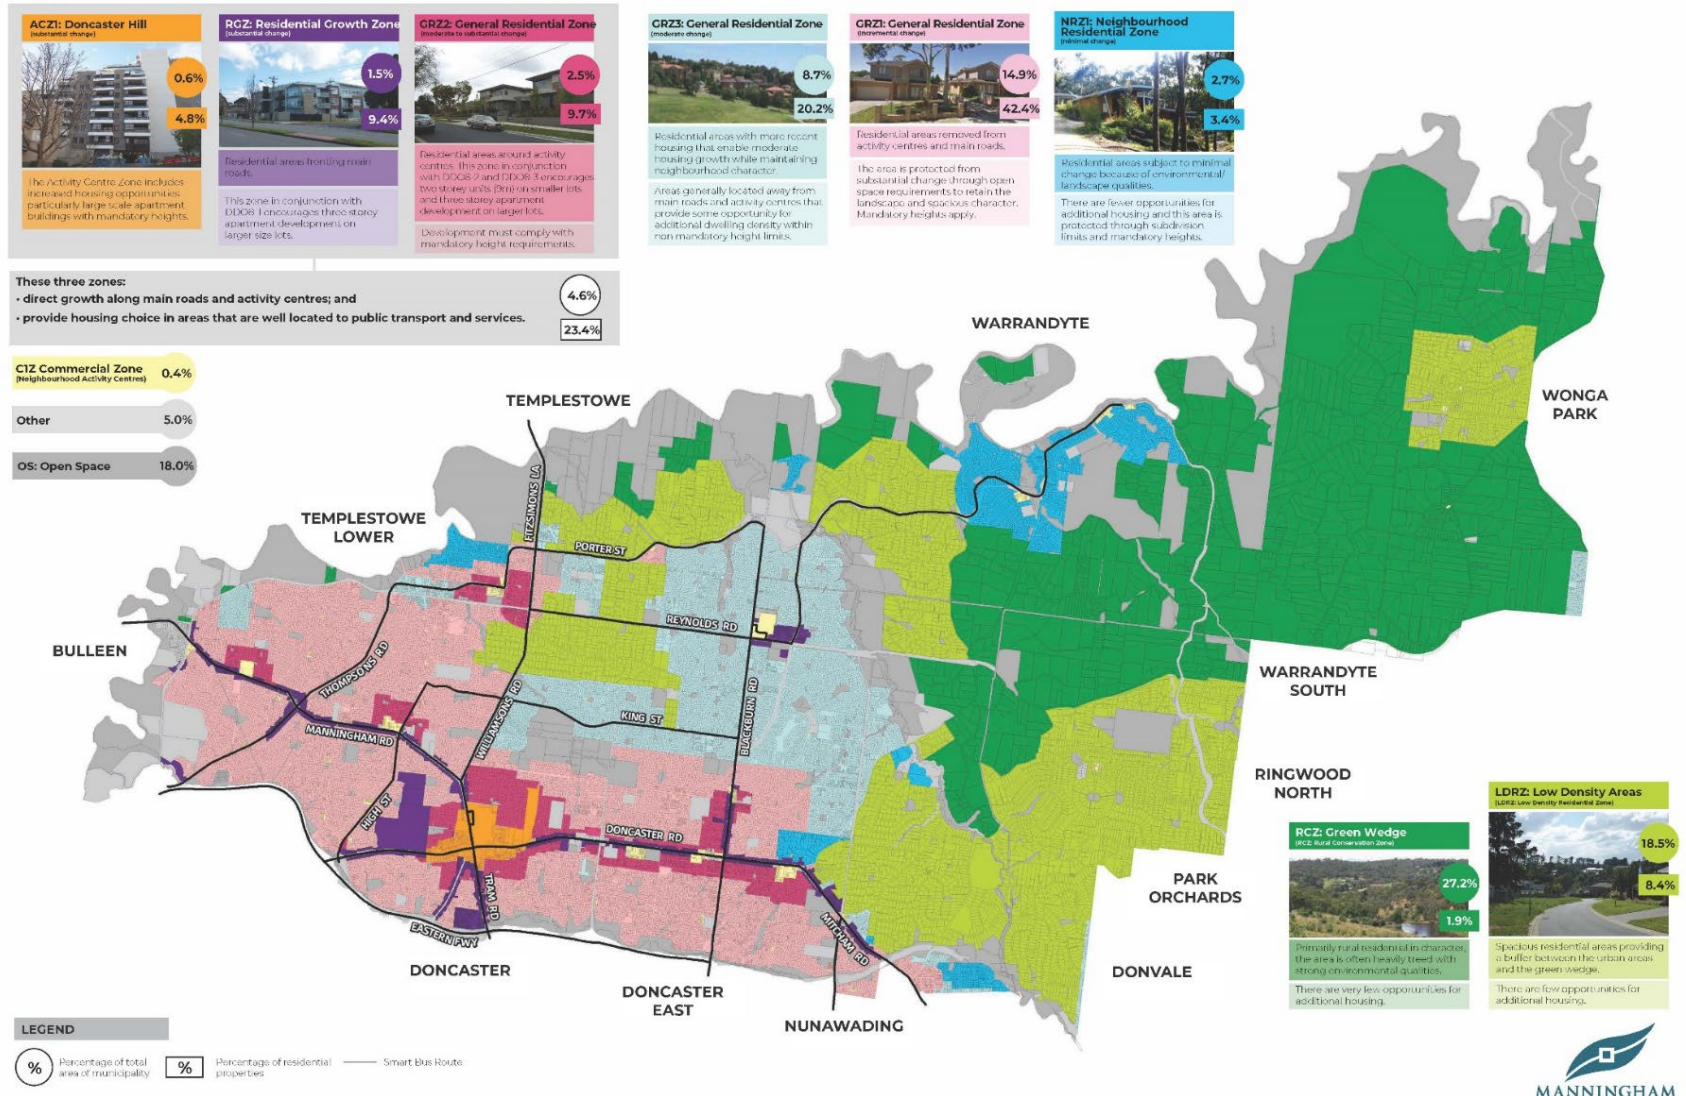 ACZ1: Doncaster Hill
(substantial change)
0.6%
4.8%
The Activity Centre Zone includes
increased housing opportunities
particularly large scale apartment
buildings with mandatory heights.
RGZ: Residential Growth Zone
(substantial change)
1.5%
9.4%
Residential areas fronting main
roads.
This zone in conjunction with
DDO8-1 encourages three storey
apartment development on
larger size lots.
GRZ2: General Residential Zone
(moderate to substantial change)
2.5%
9.7%
Residential areas around activity
centres. This zone in conjunction
with DDO8-2 and DDO8-3 encourages
two storey units (9m) on smaller lots
and three storey apartment
development on larger lots.
Development must comply with
mandatory height requirements.
GRZ3: General Residential Zone
(moderate change)
8.7%
20.2%
Residential areas with more recent
housing that enable moderate
housing growth while maintaining
neighbourhood character.
Areas generally located away from
main roads and activity centres that
provide some opportunity for
additional dwelling density within
non mandatory height limits.
GRZ1: General Residential Zone
(incremental change)
14.9%
42.4%
Residential areas removed from
activity centres and main roads.
The area is protected from
substantial change through open
space requirements to retain the
landscape and spacious character.
Mandatory heights apply.
NRZ1: Neighbourhood
Residential Zone
(minimal change)
2.7%
3.4%
Residential areas subject to minimal
change because of environmental/
landscape qualities.
There are fewer opportunities for
additional housing and this area is
protected through subdivision
limits and mandatory heights.
These three zones:
• direct growth along main roads and activity centres; and
• provide housing choice in areas that are well located to public transport and services.
4.6%
23.4%
C1Z Commercial Zone
(Neighbourhood Activity Centres)
0.4%
Other
5.0%
OS: Open Space
18.0%
WARRANDYTE
TEMPLESTOWE
WONGA
PARK
TEMPLESTOWE
LOWER
FITZSIMONS LA
PORTER ST
REYNOLDS RD
BULLEEN
THOMPSONS RD
WILLIAMSONS RD
KING ST
BLACKBURN RD
MANNINGHAM RD
WARRANDYTE
SOUTH
HIGH ST
DONCASTER RD
RINGWOOD
NORTH
TRAM RD
EASTERN FWY
MITCHAM RD
PARK
ORCHARDS
DONCASTER
DONCASTER
EAST
NUNAWADING
DONVALE
RCZ: Green Wedge
(RCZ: Rural Conservation Zone)
27.2%
1.9%
Primarily rural residential in character,
the area is often heavily treed with
strong environmental qualities.
There are very few opportunities for
additional housing.
LDRZ: Low Density Areas
(LDRZ: Low Density Residential Zone)
18.5%
8.4%
Spacious residential areas providing
a buffer between the urban areas
and the green wedge.
There are few opportunities for
additional housing.
LEGEND
%
Percentage of total
area of municipality
%
Percentage of residential
properties
Smart Bus Route
MANNINGHAM